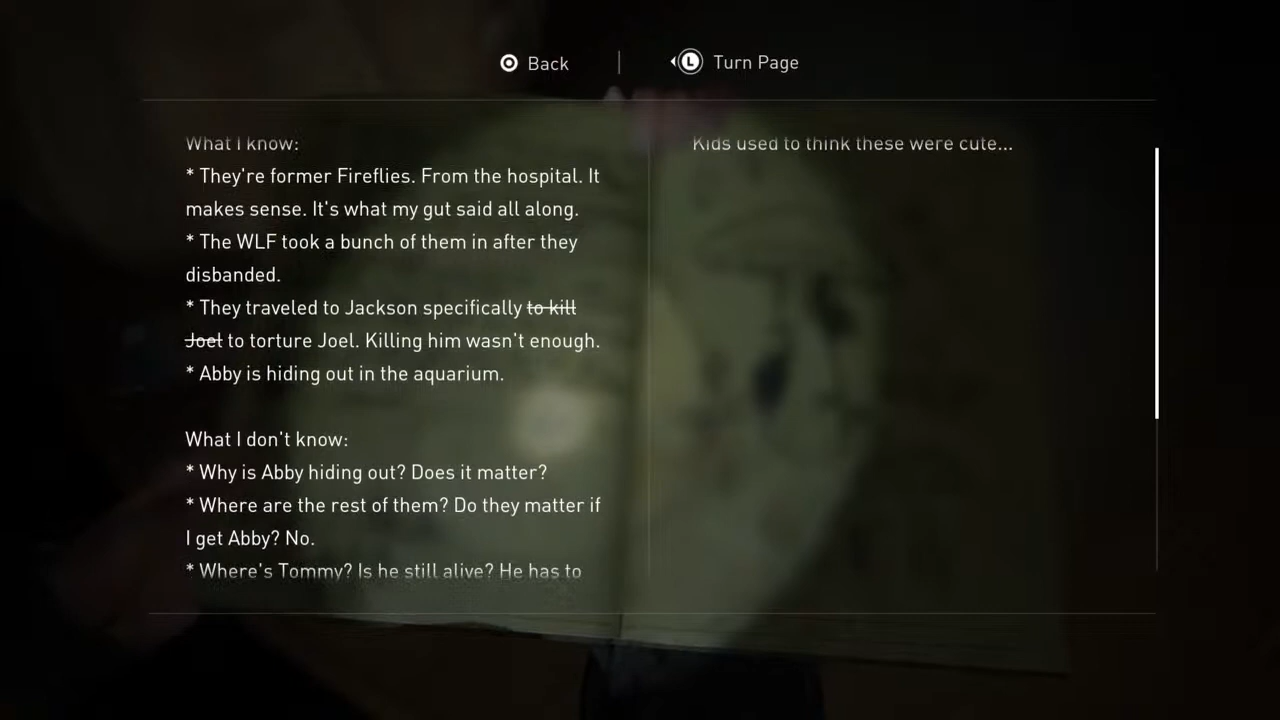 Back
L Turn Page
What I know:
* They're former Fireflies. From the hospital. It
makes sense. It's what my gut said all along.
* The WLF took a bunch of them in after they
disbanded.
* They traveled to Jackson specifically to kill
Joel to torture Joel. Killing him wasn't enough.
* Abby is hiding out in the aquarium.
What I don't know:
* Why is Abby hiding out? Does it matter?
* Where are the rest of them? Do they matter if
I get Abby? No.
* Where's Tommy? Is he still alive? He has to
Kids used to think these were cute...